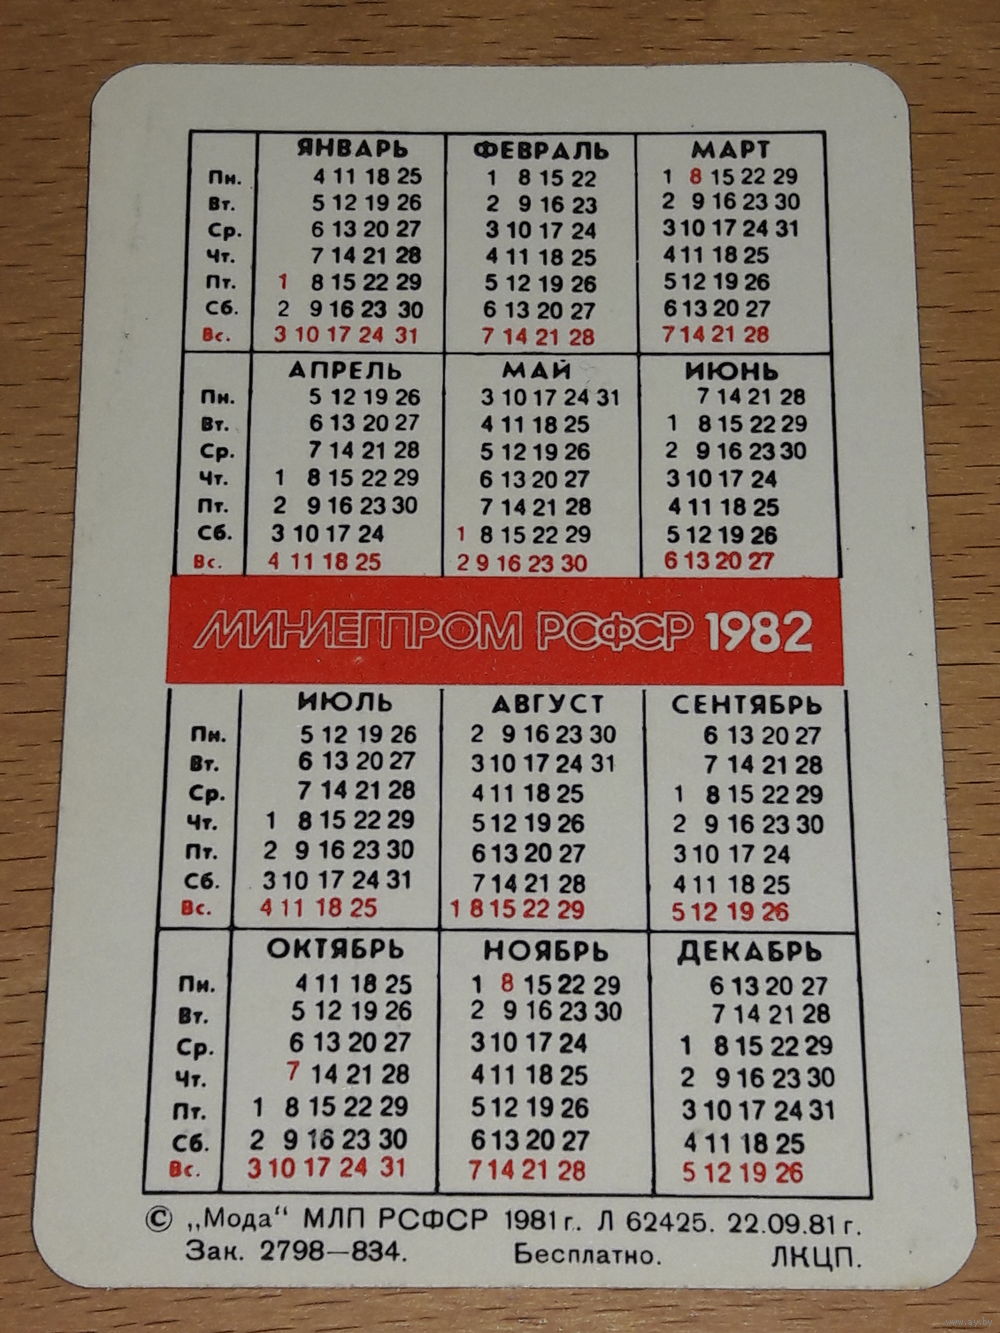 ЯНВАРЬ ФЕВРАЛЬ МАРТ
Пн. 4 11 18 25 1 8 15 22 1 8 15 22 29
Вт. 5 12 19 26 2 9 16 23 2 9 16 23 30
Ср. 6 13 20 27 3 10 17 24 3 10 17 24 31
Чт. 7 14 21 28 4 11 18 25 4 11 18 25
Пт. 1 8 15 22 29 5 12 19 26 5 12 19 26
Сб. 2 9 16 23 30 6 13 20 27 6 13 20 27
Вс. 3 10 17 24 31 7 14 21 28 7 14 21 28
АПРЕЛЬ МАЙ ИЮНЬ
Пн. 5 12 19 26 3 10 17 24 31 7 14 21 28
Вт. 6 13 20 27 4 11 18 25 1 8 15 22 29
Ср. 7 14 21 28 5 12 19 26 2 9 16 23 30
Чт. 1 8 15 22 29 6 13 20 27 3 10 17 24
Пт. 2 9 16 23 30 7 14 21 28 4 11 18 25
Сб. 3 10 17 24 1 8 15 22 29 5 12 19 26
Вс. 4 11 18 25 2 9 16 23 30 6 13 20 27
МИНЛЕГПРОМ РСФСР 1982
ИЮЛЬ АВГУСТ СЕНТЯБРЬ
Пн. 5 12 19 26 2 9 16 23 30 6 13 20 27
Вт. 6 13 20 27 3 10 17 24 31 7 14 21 28
Ср. 7 14 21 28 4 11 18 25 1 8 15 22 29
Чт. 1 8 15 22 29 5 12 19 26 2 9 16 23 30
Пт. 2 9 16 23 30 6 13 20 27 3 10 17 24
Сб. 3 10 17 24 31 7 14 21 28 4 11 18 25
Вс. 4 11 18 25 1 8 15 22 29 5 12 19 26
ОКТЯБРЬ НОЯБРЬ ДЕКАБРЬ
Пн. 4 11 18 25 1 8 15 22 29 6 13 20 27
Вт. 5 12 19 26 2 9 16 23 30 7 14 21 28
Ср. 6 13 20 27 3 10 17 24 1 8 15 22 29
Чт. 7 14 21 28 4 11 18 25 2 9 16 23 30
Пт. 1 8 15 22 29 5 12 19 26 3 10 17 24 31
Сб. 2 9 16 23 30 6 13 20 27 4 11 18 25
Вс. 3 10 17 24 31 7 14 21 28 5 12 19 26
© „Мода“ МЛП РСФСР 1981 г. Л 62425. 22.09.81 г.
Зак. 2798—834. Бесплатно. ЛКЦП.
www.ay.by